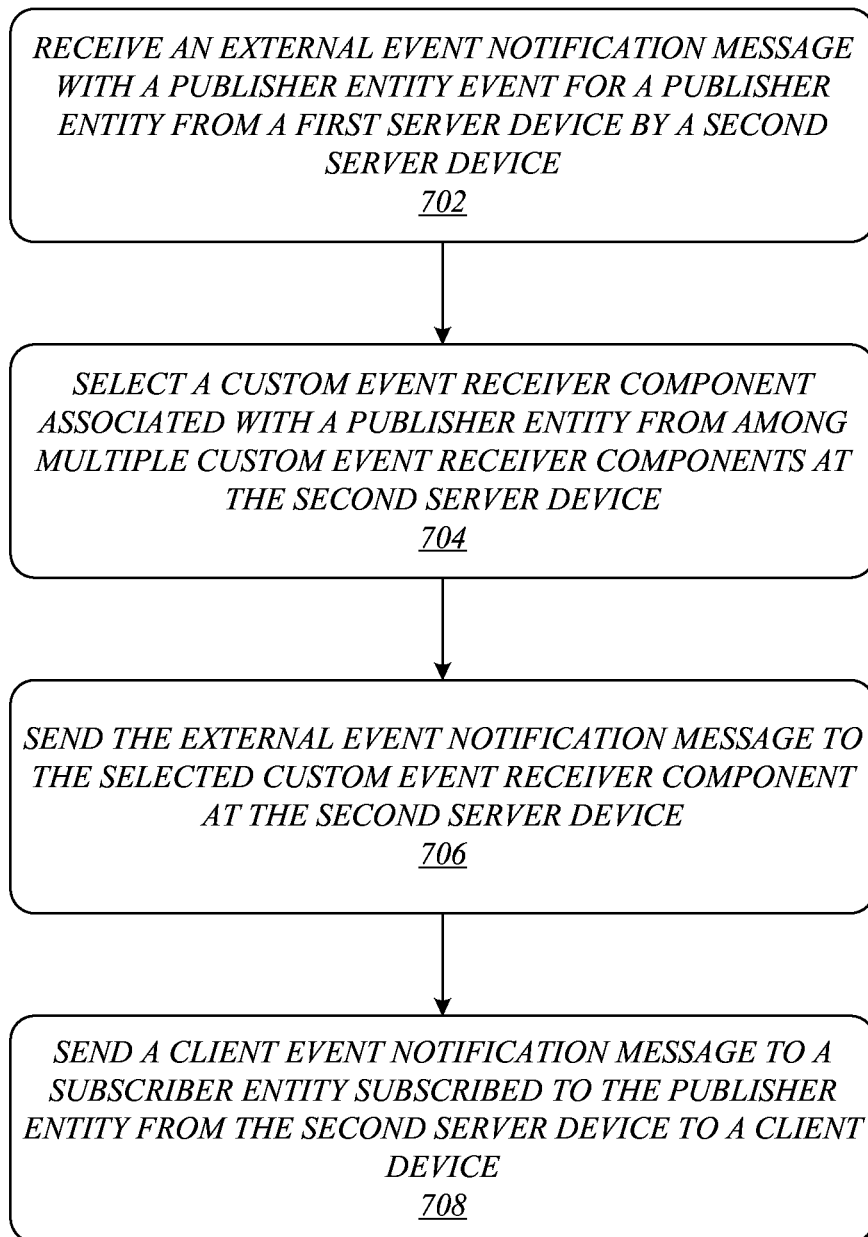 RECEIVE AN EXTERNAL EVENT NOTIFICATION MESSAGE
WITH A PUBLISHER ENTITY EVENT FOR A PUBLISHER
ENTITY FROM A FIRST SERVER DEVICE BY A SECOND
SERVER DEVICE
702
SELECT A CUSTOM EVENT RECEIVER COMPONENT
ASSOCIATED WITH A PUBLISHER ENTITY FROM AMONG
MULTIPLE CUSTOM EVENT RECEIVER COMPONENTS AT
THE SECOND SERVER DEVICE
704
SEND THE EXTERNAL EVENT NOTIFICATION MESSAGE TO
THE SELECTED CUSTOM EVENT RECEIVER COMPONENT
AT THE SECOND SERVER DEVICE
706
SEND A CLIENT EVENT NOTIFICATION MESSAGE TO A
SUBSCRIBER ENTITY SUBSCRIBED TO THE PUBLISHER
ENTITY FROM THE SECOND SERVER DEVICE TO A CLIENT
DEVICE
708